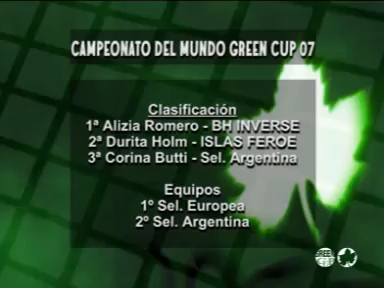 CAMPEONATO DEL MUNDO GREEN CUP 07
Clasificación
1ª Alizia Romero - BH INVERSE
2ª Durita Holm - ISLAS FEROE
3ª Corina Butti - Sel. Argentina
Equipos
1º Sel. Europea
2º Sel. Argentina